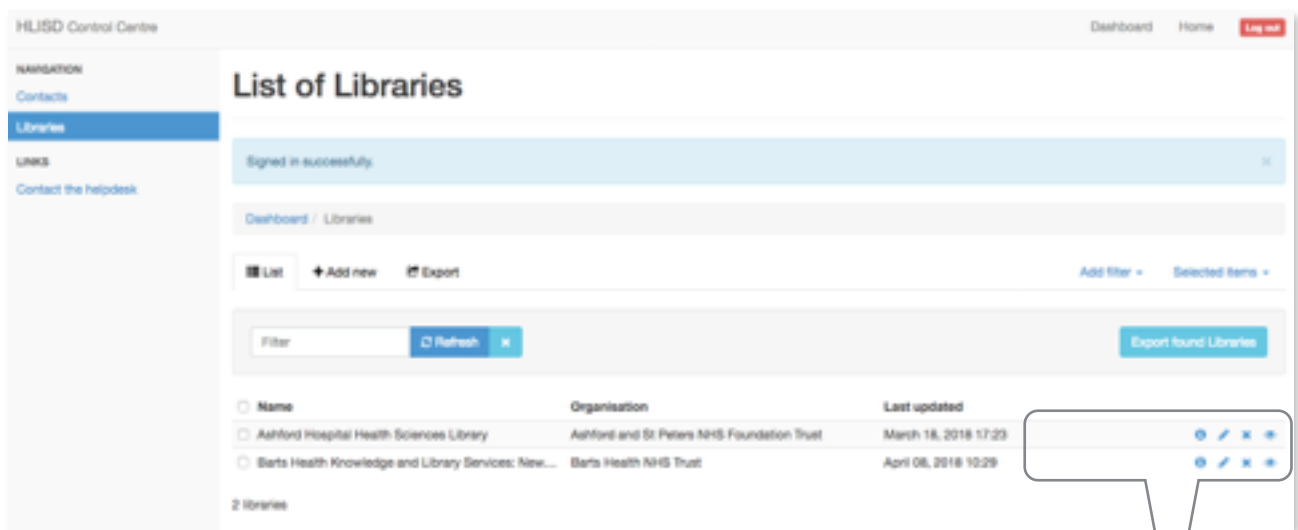 HLISD Control Centre
Dashboard Home Log out
NAVIGATION
Contacts
Libraries
LINKS
Contact the helpdesk
List of Libraries
Signed in successfully.
Dashboard / Libraries
List Add new Export
Add filter Selected items
Filter Refresh
Export found Libraries
Name Organisation Last updated
Ashford Hospital Health Sciences Library Ashford and St Peters NHS Foundation Trust March 18, 2018 17:23
Barts Health Knowledge and Library Services: New... Barts Health NHS Trust April 08, 2018 10:29
2 libraries